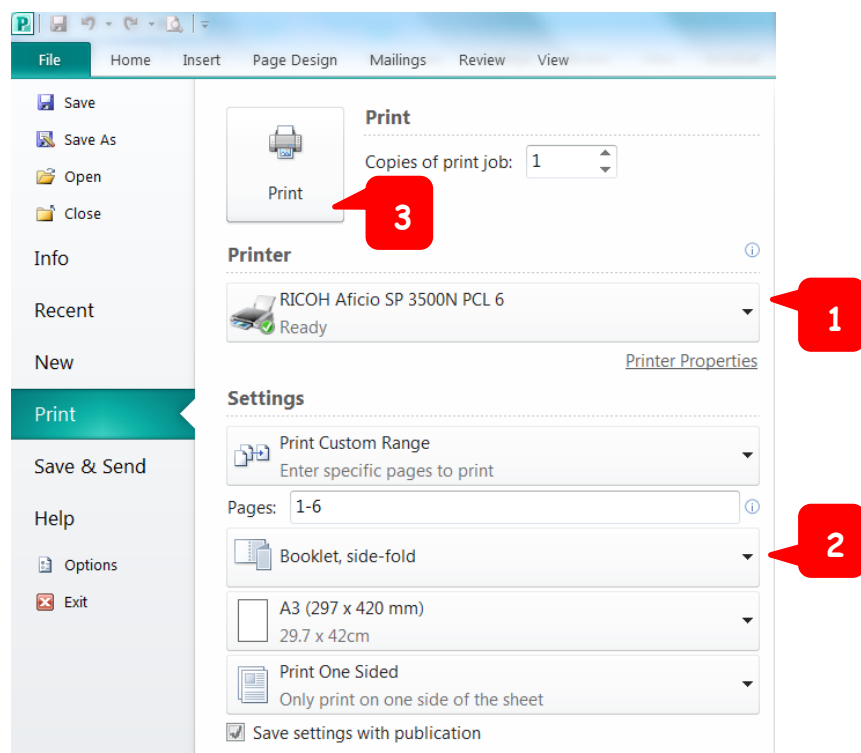 P
File Home Insert Page Design Mailings Review View
Save
Save As
Open
Close
Info
Recent
New
Print
Save & Send
Help
Options
Exit
Print
Print
Copies of print job: 1
3
Printer
RICOH Aficio SP 3500N PCL 6
Ready
1
Printer Properties
Settings
Print Custom Range
Enter specific pages to print
Pages: 1-6
Booklet, side-fold
2
A3 (297 x 420 mm)
29.7 x 42cm
Print One Sided
Only print on one side of the sheet
Save settings with publication